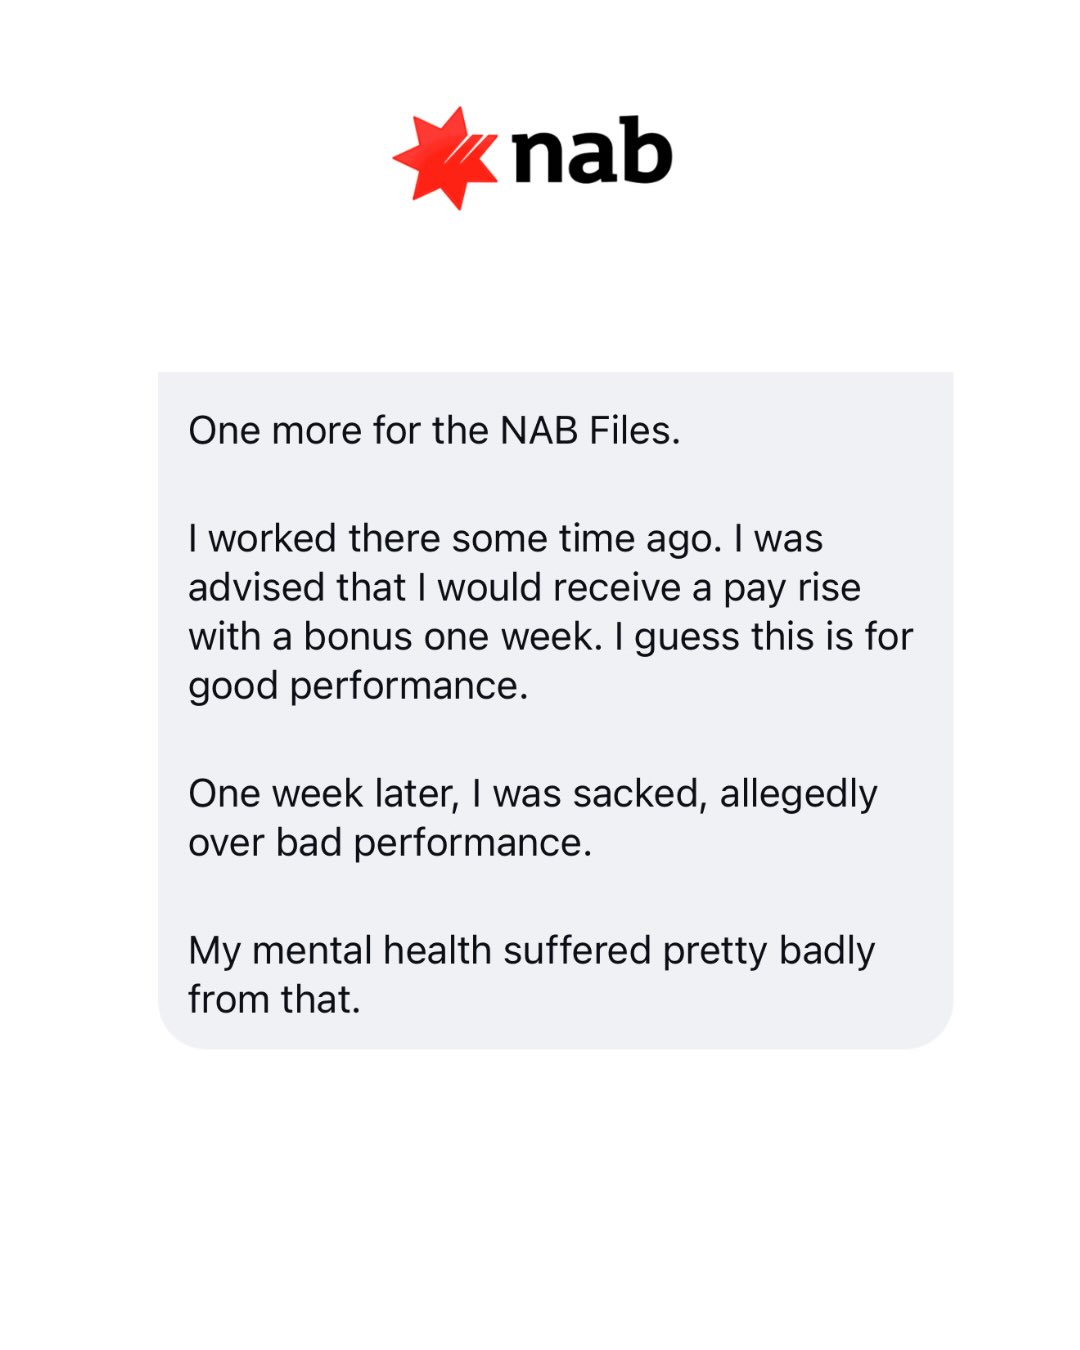 nab
One more for the NAB Files.
I worked there some time ago. I was
advised that I would receive a pay rise
with a bonus one week. I guess this is for
good performance.
One week later, I was sacked, allegedly
over bad performance.
My mental health suffered pretty badly
from that.